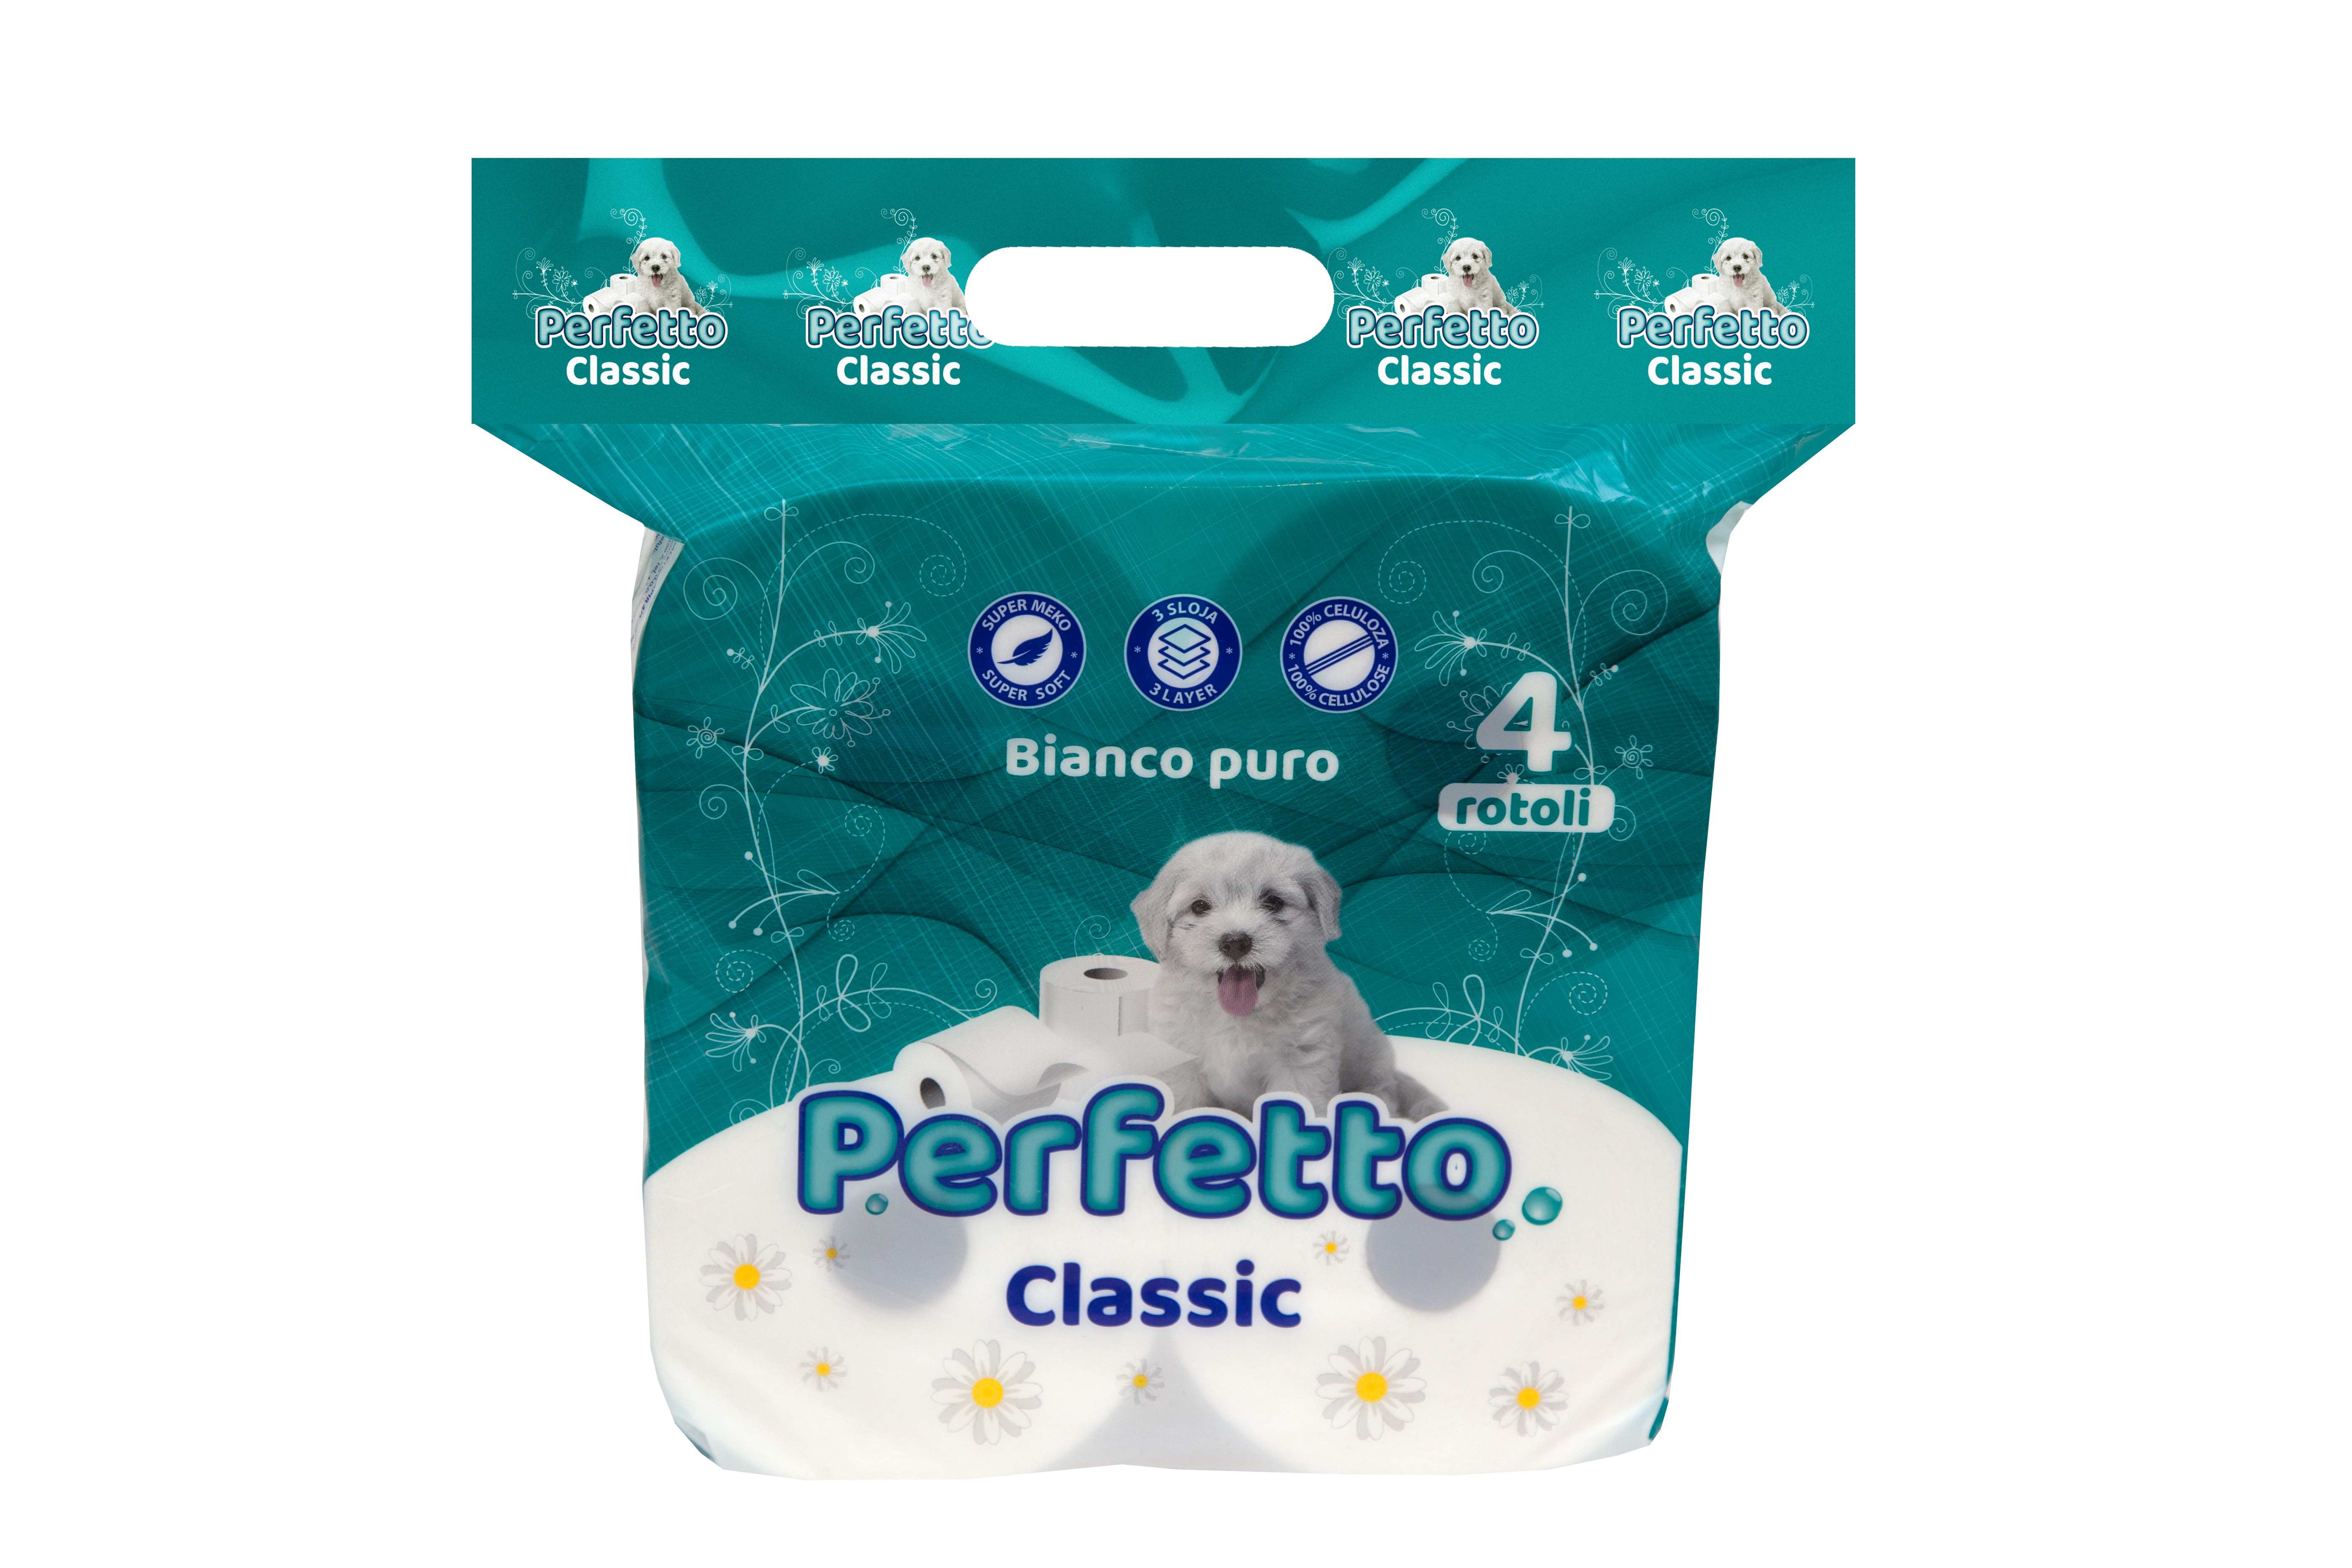 Perfetto
Classic
Perfetto
Classic
Perfetto
Classic
Perfetto
Classic
SUPER MEKO
SUPER SOFT
3 SLOJA
3 LAYER
100% CELULOZA
100% CELLULOSE
Bianco puro
4
rotoli
Perfetto
Classic